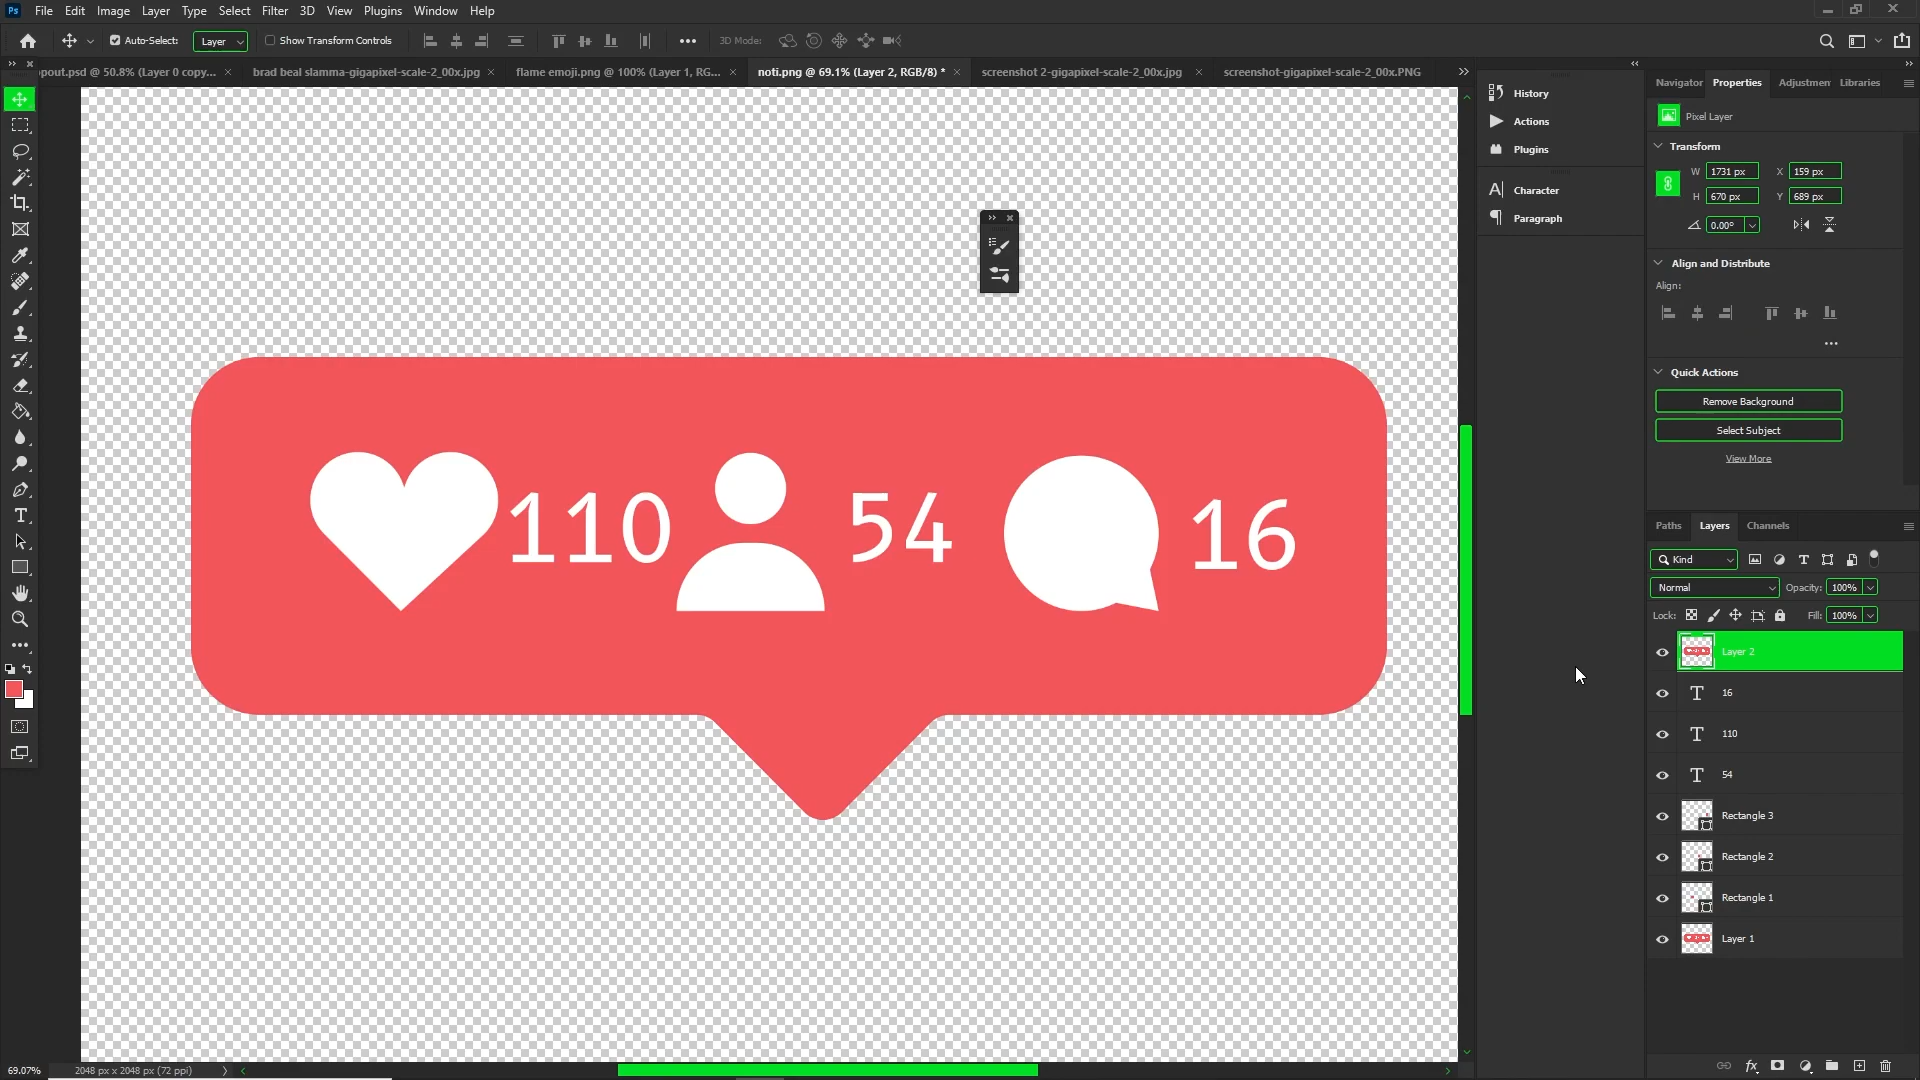 Ps File Edit Image Layer Type Select Filter 3D View Plugins Window Help
Auto-Select: Layer Show Transform Controls 3D Mode:
opout.psd @ 50.8% (Layer 0 copy... brad beal slamma-gigapixel-scale-2_00x.jpg flame emoji.png @ 100% (Layer 1, RG... noti.png @ 69.1% (Layer 2, RGB/8) * screenshot 2-gigapixel-scale-2_00x.jpg screenshot-gigapixel-scale-2_00x.PNG
History
Actions
Plugins
Character
Paragraph
Navigator Properties Adjustmen Libraries
Pixel Layer
Transform
W 1731 px X 159 px
H 670 px Y 689 px
0.00°
Align and Distribute
Align:
Quick Actions
Remove Background
Select Subject
View More
110 54 16
Paths Layers Channels
Kind
Normal Opacity: 100%
Lock: Fill: 100%
Layer 2
16
110
54
Rectangle 3
Rectangle 2
Rectangle 1
Layer 1
69.07% 2048 px x 2048 px (72 ppi)